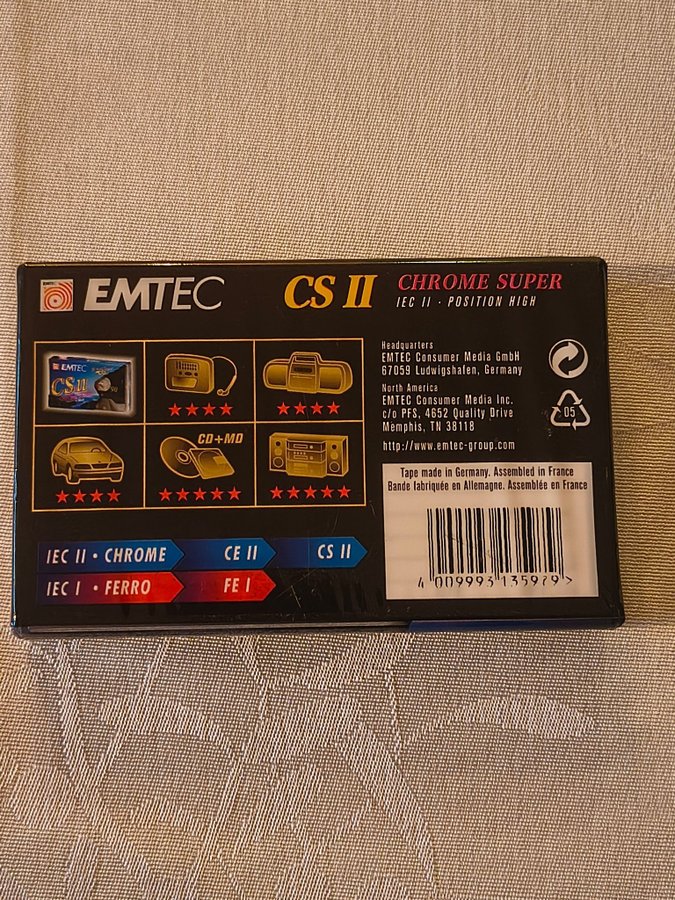 EMTEC
CS II
CHROME SUPER
IEC II · POSITION HIGH
EMTEC
CS II
★★★★
★★★★
★★★★
CD+MD
★★★★★
★★★★★
Headquarters
EMTEC Consumer Media GmbH
67059 Ludwigshafen, Germany
North America
EMTEC Consumer Media Inc.
c/o PFS, 4652 Quality Drive
Memphis, TN 38118
http://www.emtec-group.com
05
Tape made in Germany. Assembled in France
Bande fabriquée en Allemagne. Assemblée en France
4 009993 135979 >
IEC II · CHROME CE II CS II
IEC I · FERRO FE I